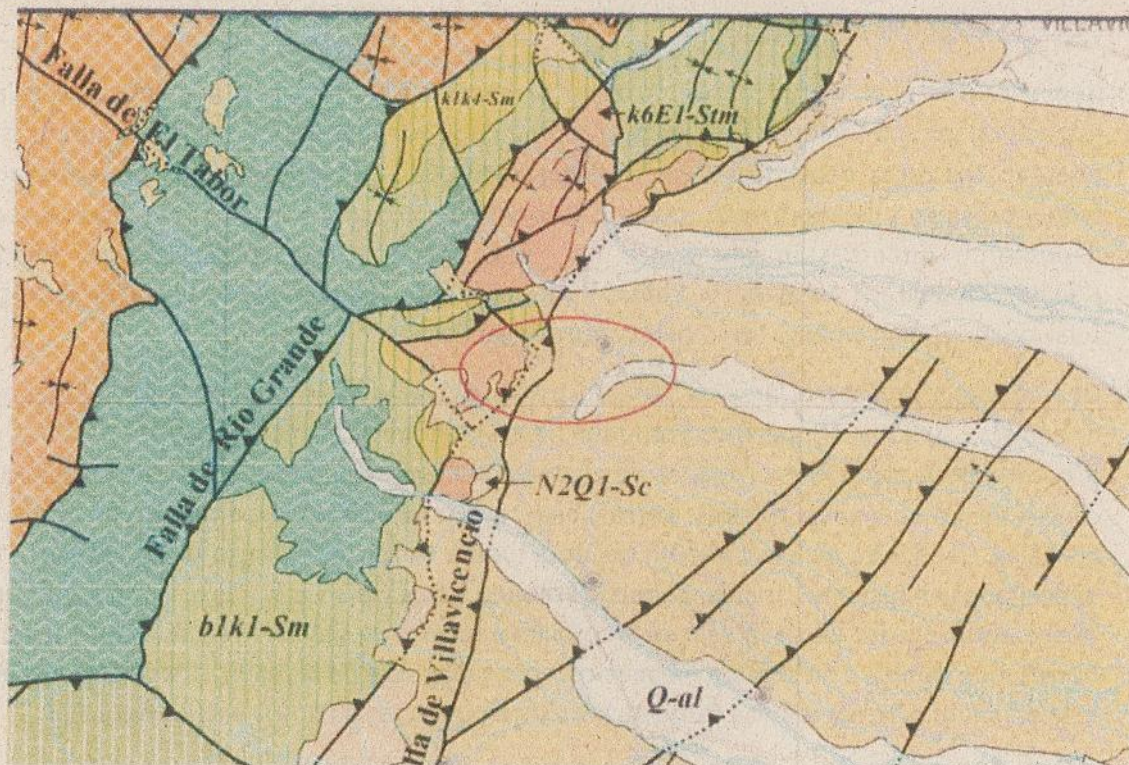 VILLAVI
Falla de El Tabor
k1k4-Sm
k6E1-Stm
Falla de Rio Grande
N2Q1-Sc
b1k1-Sm
Q-al
lla de Villavicencio